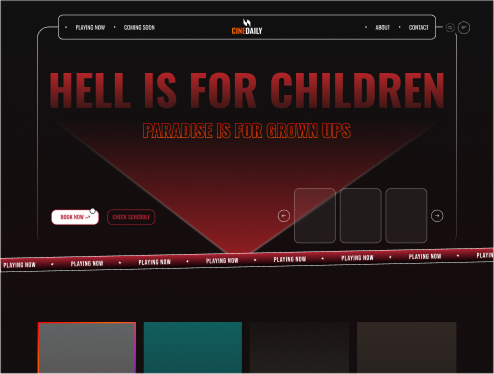 PLAYING NOW
COMING SOON
CINEDAILY
ABOUT
CONTACT
HELL IS FOR CHILDREN
PARADISE IS FOR GROWN UPS
BOOK NOW
CHECK SCHEDULE
PLAYING NOW PLAYING NOW PLAYING NOW PLAYING NOW PLAYING NOW PLAYING NOW PLAYING NOW PLAYIN